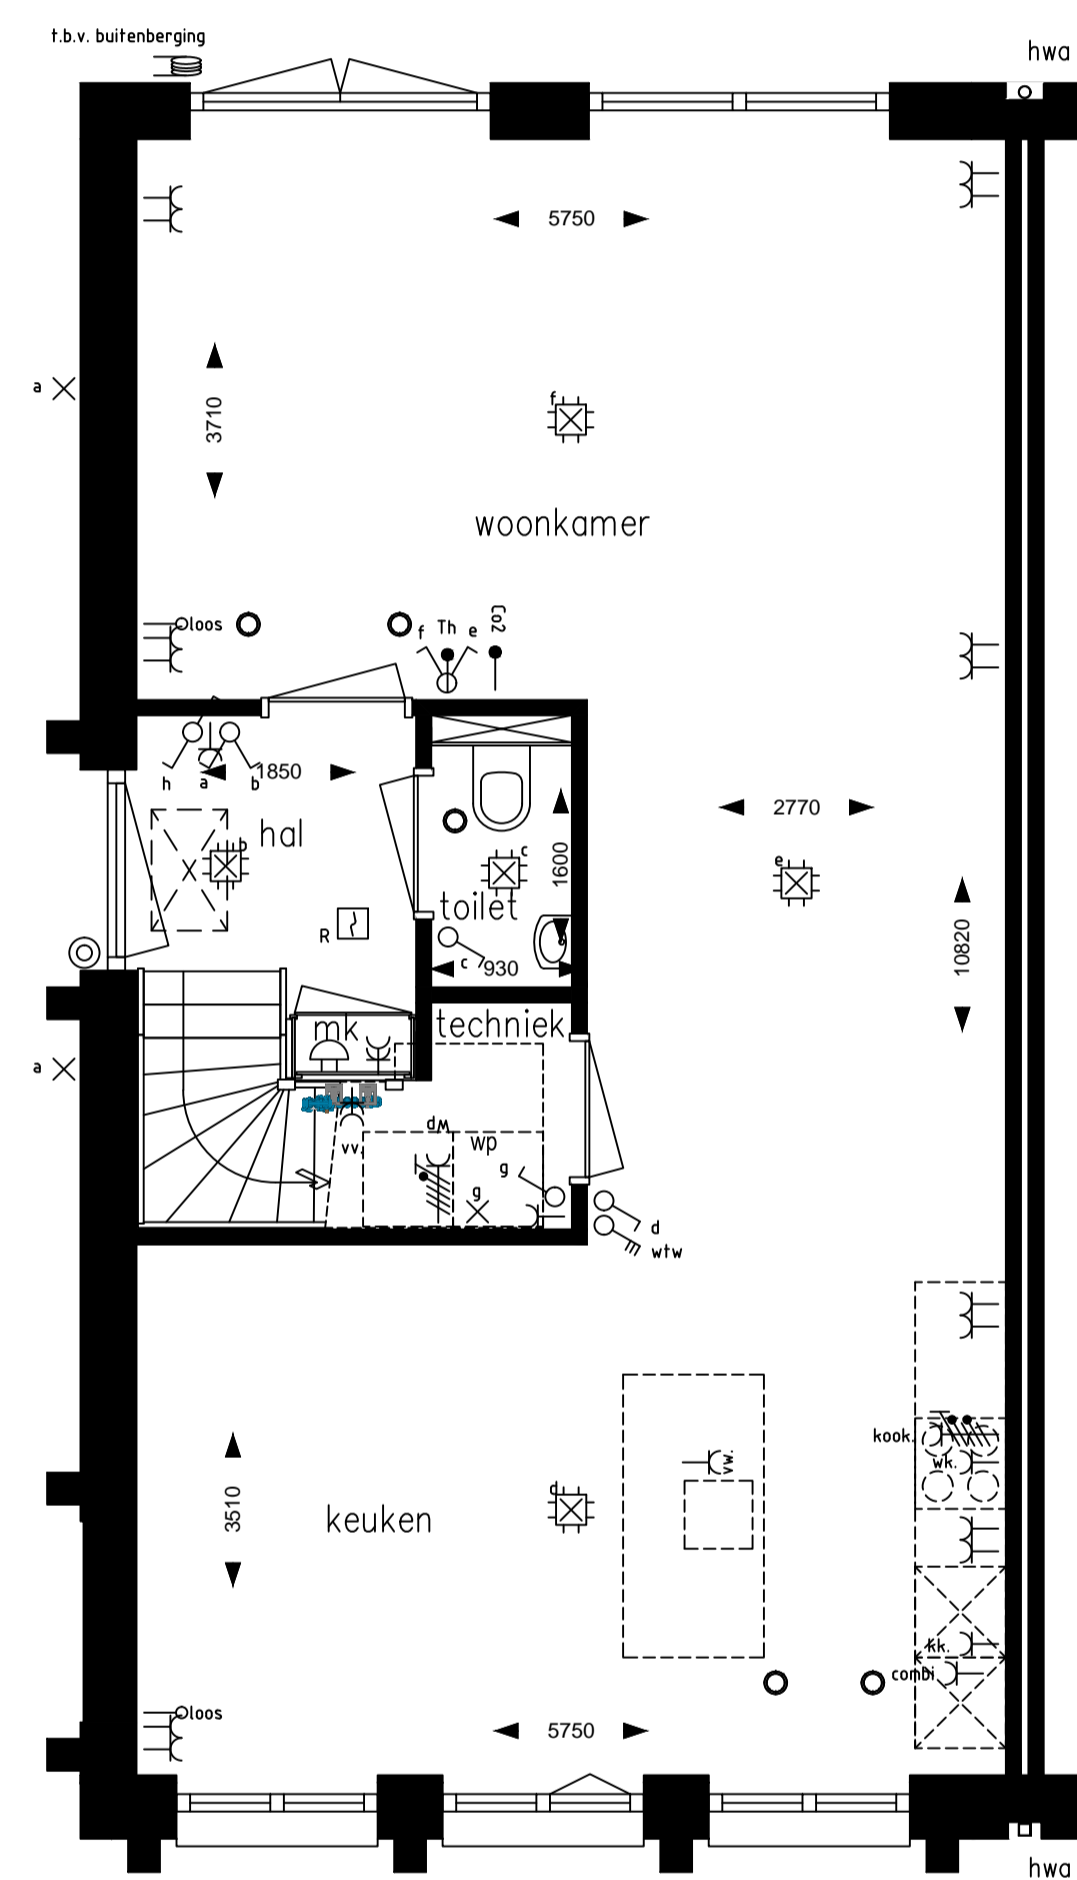 t.b.v. buitenberging
hwa
5750
a
3710
f
woonkamer
loos
f Th e Co2
h a b
1850
hal
b
2770
e
1600
c
toilet
R
c 930
10820
mk
techniek
a
vv.
wp
wp
g
g
d
wtw
kook.
wk.
vw.
d
3510
keuken
kk.
combi
loos
5750
hwa